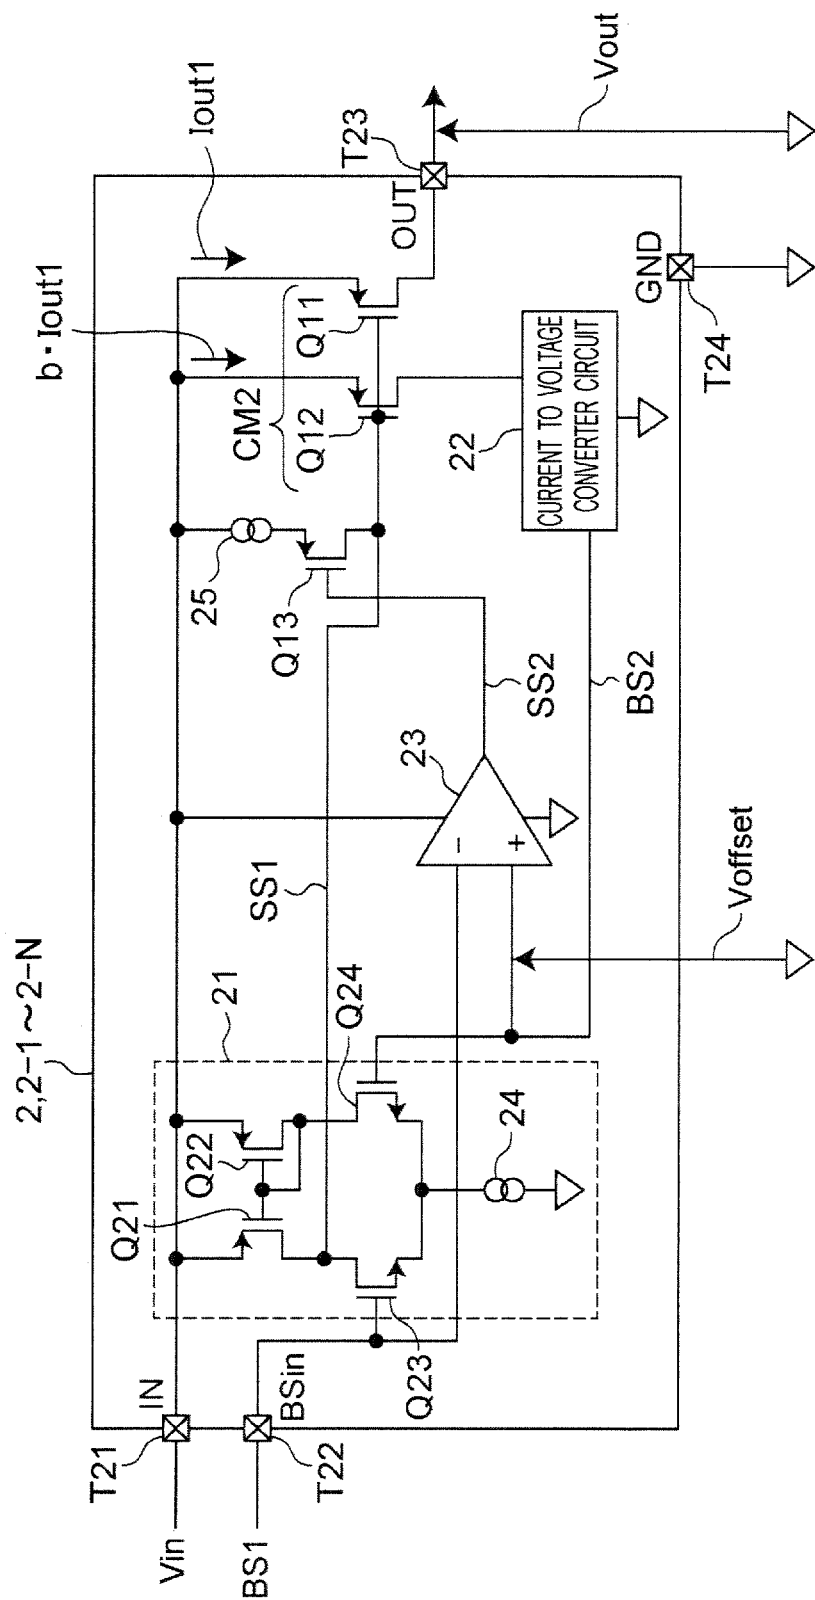 2,2-1~2-N
b・Iout1
Iout1
T21
IN
Vin
BS1
T22
BSin
Q21
Q22
21
Q23
Q24
24
SS1
23
-
+
SS2
25
Q13
CM2
Q12
Q11
22
CURRENT TO VOLTAGE
CONVERTER CIRCUIT
BS2
Voffset
OUT
T23
GND
T24
Vout